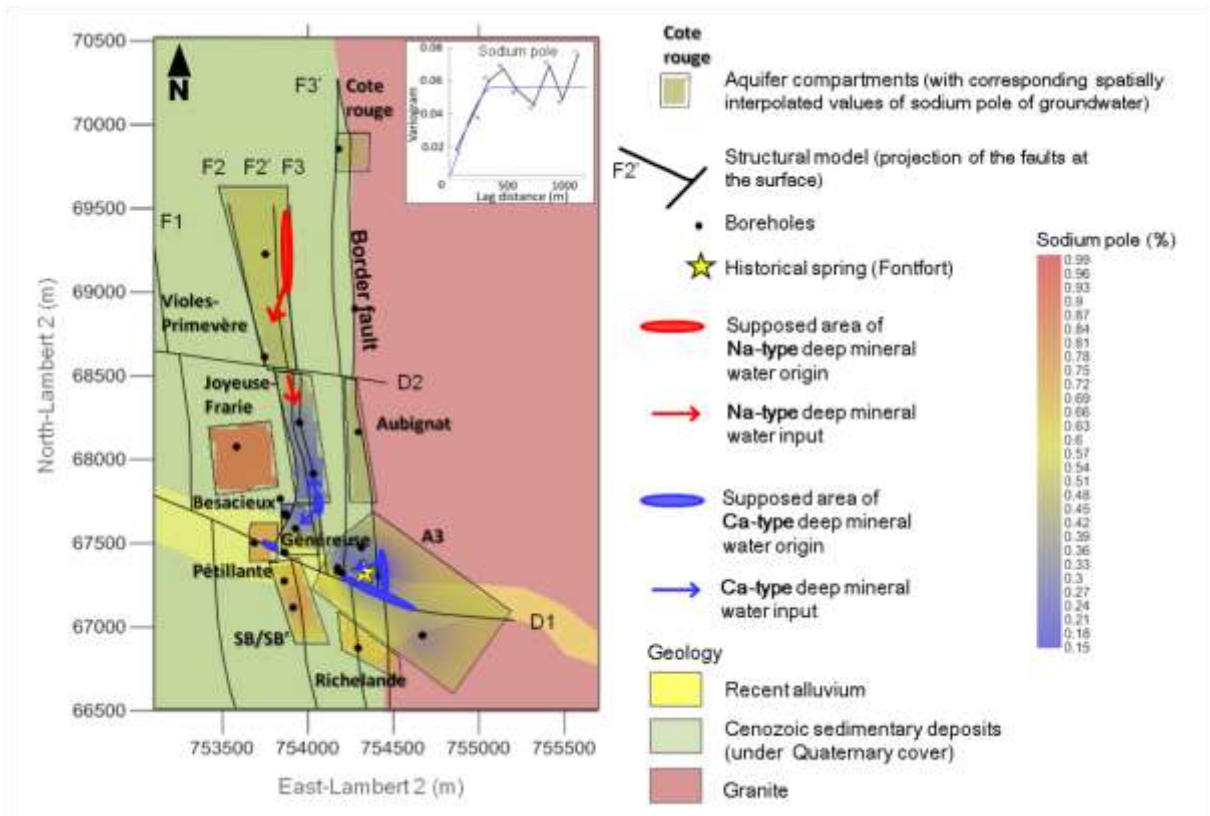 70500
70000
69500
69000
68500
68000
67500
67000
66500
North-Lambert 2 (m)
753500
754000
754500
755000
755500
East-Lambert 2 (m)
N
F3'
Cote
rouge
F2
F2'
F3
F1
Border fault
Violes-
Primevère
Joyeuse-
Frarie
D2
Aubignat
Besacieux
Généreuse
A3
Pétillante
D1
SB/SB'
Richelande
Sodium pole
0.08
0.06
0.04
0.02
0
Variogram
500
1000
Lag distance (m)
Cote
rouge
Aquifer compartments (with corresponding spatially
interpolated values of sodium pole of groundwater)
F2'
Structural model (projection of the faults at
the surface)
Boreholes
Historical spring (Fontfort)
Supposed area of
Na-type deep mineral
water origin
Na-type deep mineral
water input
Supposed area of
Ca-type deep mineral
water origin
Ca-type deep mineral
water input
Geology
Recent alluvium
Cenozoic sedimentary deposits
(under Quaternary cover)
Granite
Sodium pole (%)
0.99
0.96
0.93
0.9
0.87
0.84
0.81
0.78
0.75
0.72
0.69
0.66
0.63
0.6
0.57
0.54
0.51
0.48
0.45
0.42
0.39
0.36
0.33
0.3
0.27
0.24
0.21
0.18
0.15